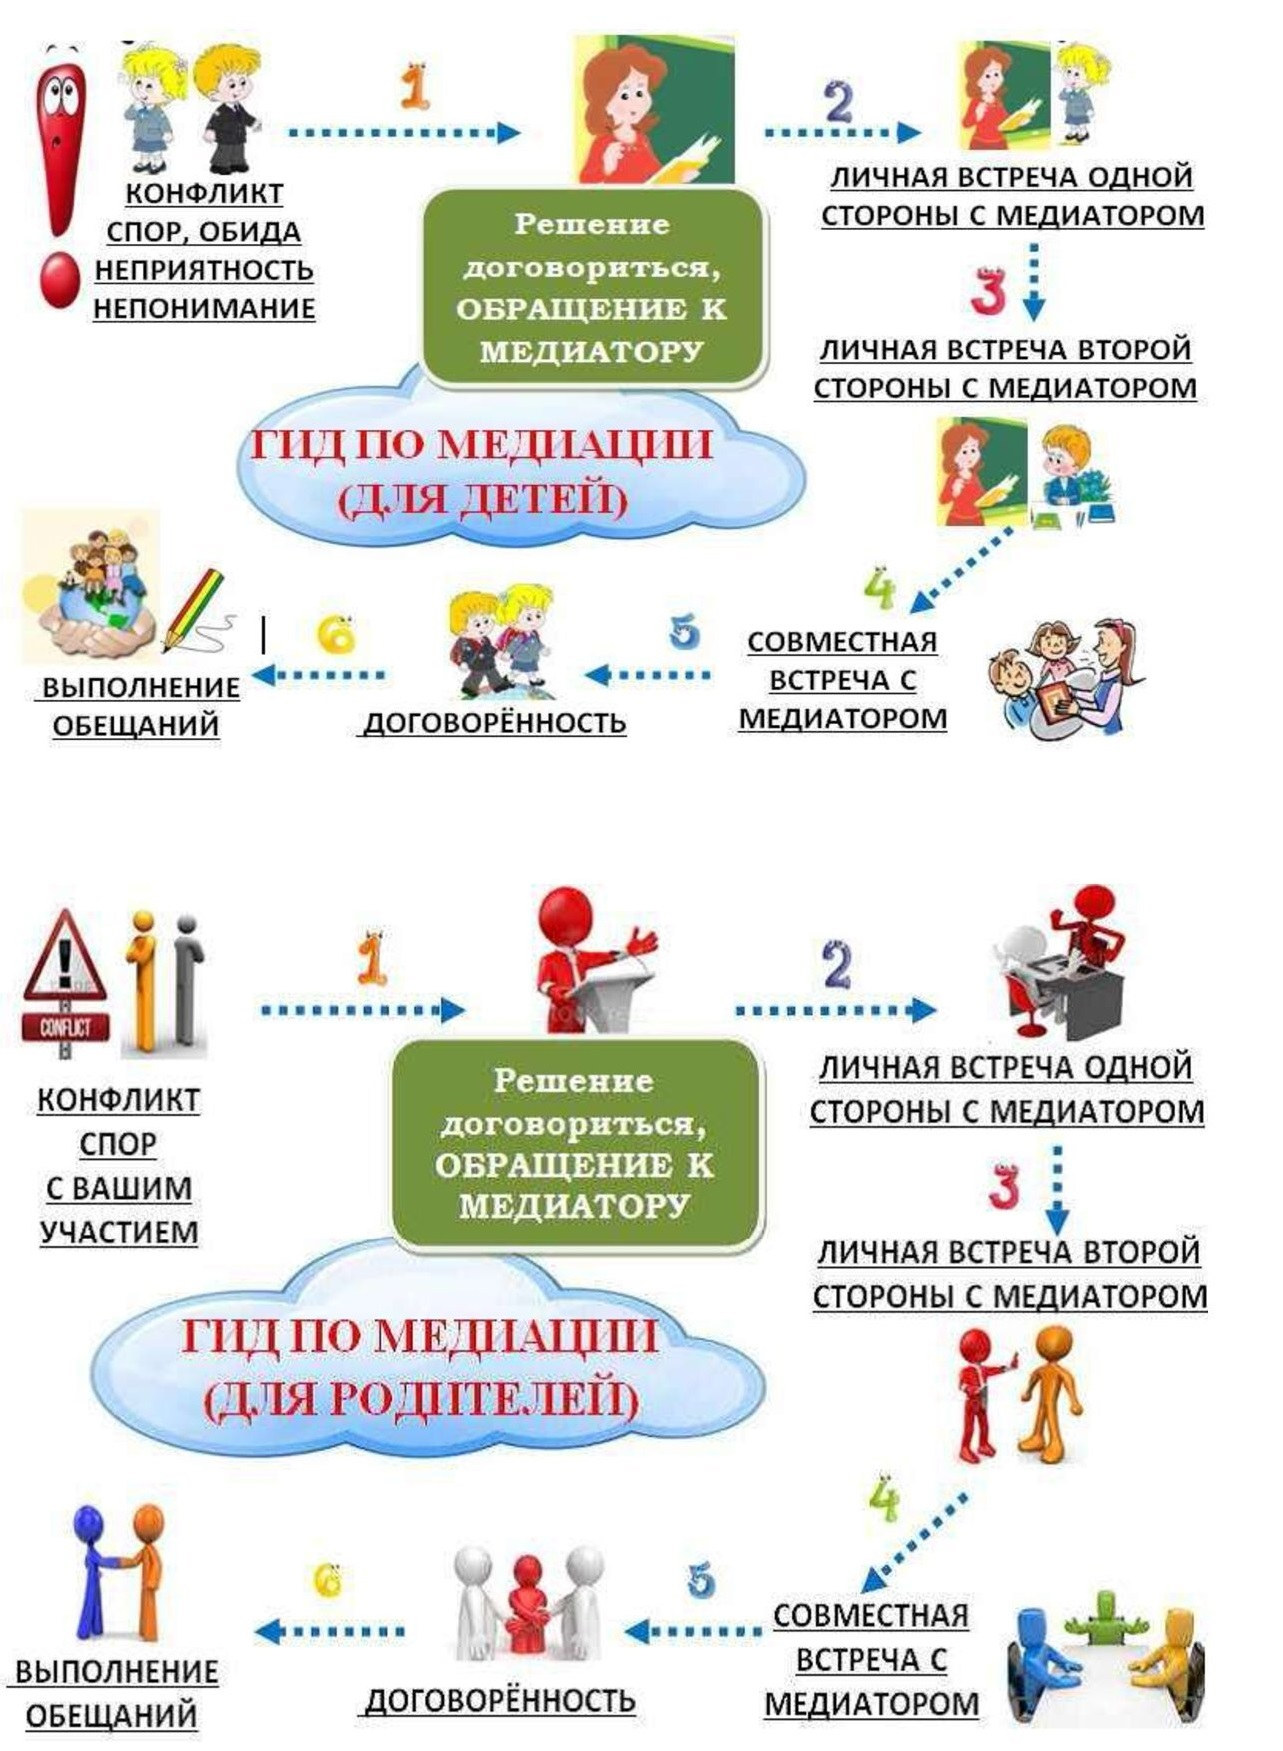 1
2
КОНФЛИКТ
СПОР, ОБИДА
НЕПРИЯТНОСТЬ
НЕПОНИМАНИЕ
Решение
договориться,
ОБРАЩЕНИЕ К
МЕДИАТОРУ
ЛИЧНАЯ ВСТРЕЧА ОДНОЙ
СТОРОНЫ С МЕДИАТОРОМ
3
ЛИЧНАЯ ВСТРЕЧА ВТОРОЙ
СТОРОНЫ С МЕДИАТОРОМ
ГИД ПО МЕДИАЦИИ
(ДЛЯ ДЕТЕЙ)
4
СОВМЕСТНАЯ
ВСТРЕЧА С
МЕДИАТОРОМ
5
ДОГОВОРЁННОСТЬ
6
ВЫПОЛНЕНИЕ
ОБЕЩАНИЙ
CONFLICT
1
2
КОНФЛИКТ
СПОР
С ВАШИМ
УЧАСТИЕМ
Решение
договориться,
ОБРАЩЕНИЕ К
МЕДИАТОРУ
ЛИЧНАЯ ВСТРЕЧА ОДНОЙ
СТОРОНЫ С МЕДИАТОРОМ
3
ЛИЧНАЯ ВСТРЕЧА ВТОРОЙ
СТОРОНЫ С МЕДИАТОРОМ
ГИД ПО МЕДИАЦИИ
(ДЛЯ РОДИТЕЛЕЙ)
4
СОВМЕСТНАЯ
ВСТРЕЧА С
МЕДИАТОРОМ
5
ДОГОВОРЁННОСТЬ
6
ВЫПОЛНЕНИЕ
ОБЕЩАНИЙ